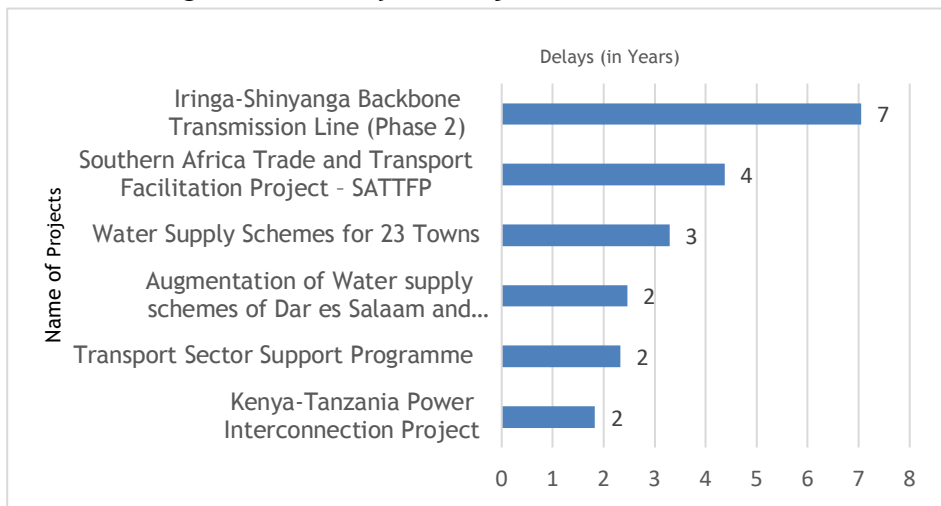 Delays (in Years)
Name of Projects
Iringa-Shinyanga Backbone
Transmission Line (Phase 2)
7
Southern Africa Trade and Transport
Facilitation Project – SATTFP
4
Water Supply Schemes for 23 Towns
3
Augmentation of Water supply
schemes of Dar es Salaam and…
2
Transport Sector Support Programme
2
Kenya-Tanzania Power
Interconnection Project
2
0 1 2 3 4 5 6 7 8